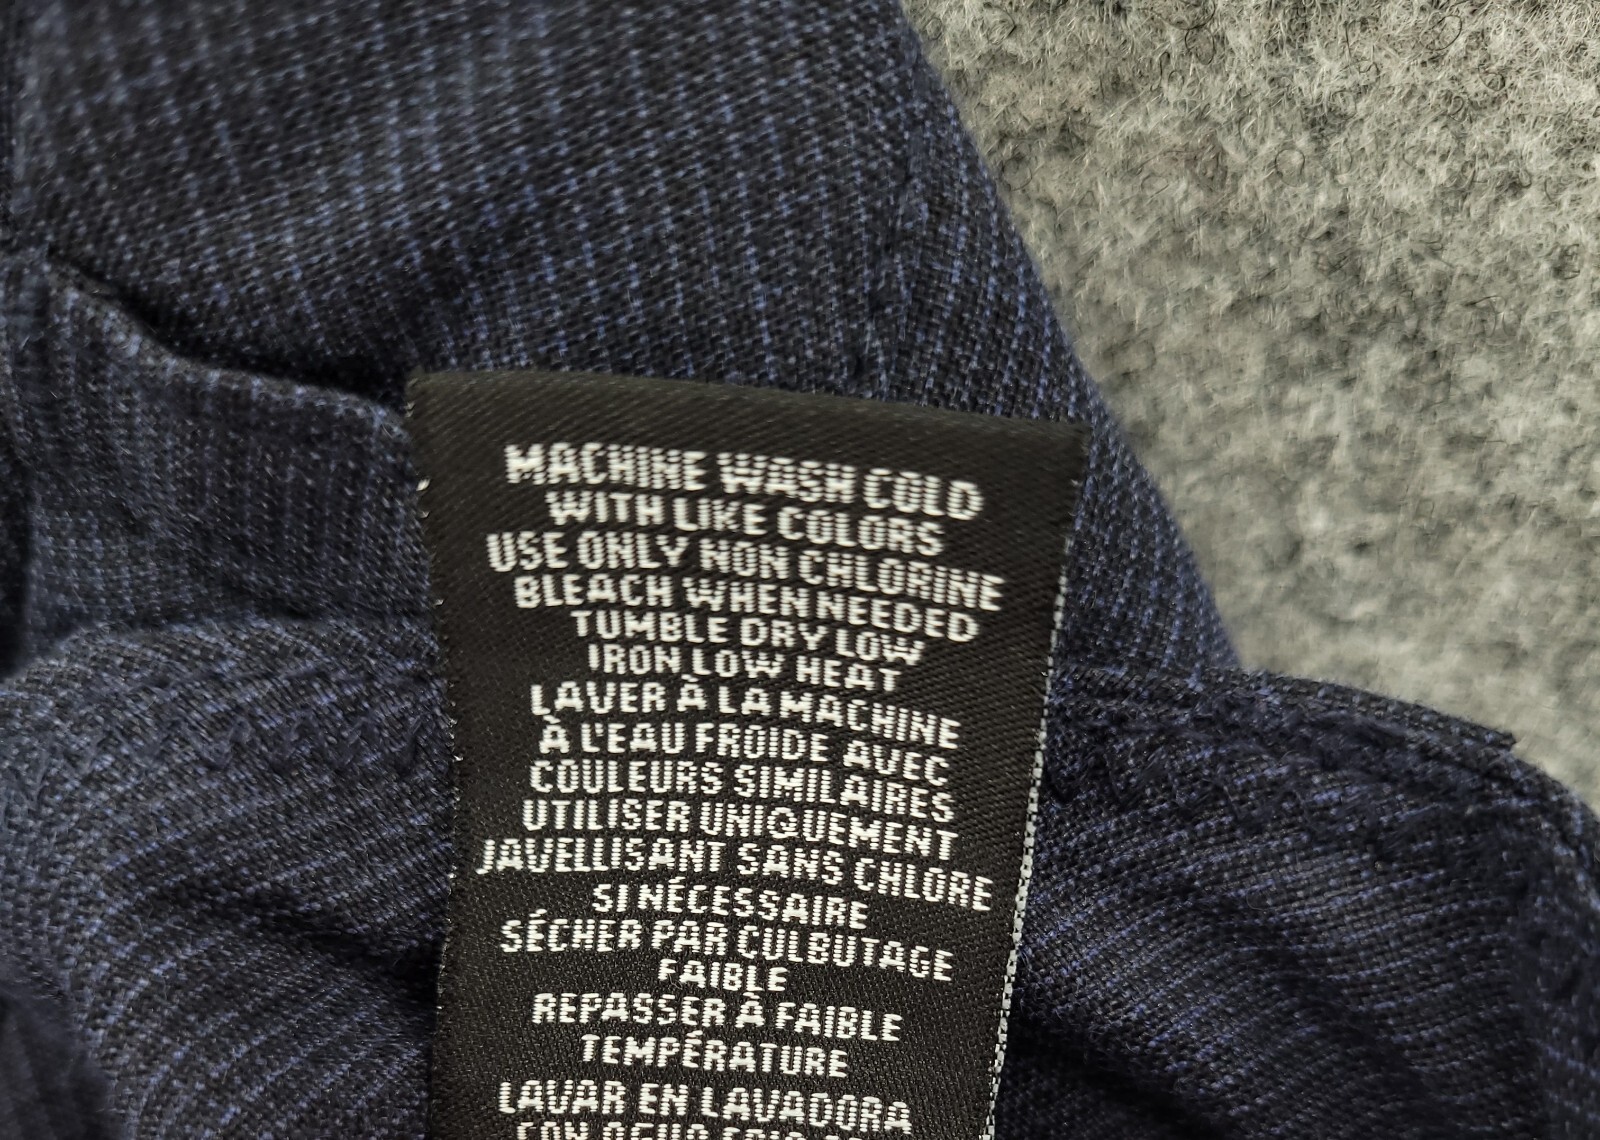 MACHINE WASH COLD
WITH LIKE COLORS
USE ONLY NON CHLORINE
BLEACH WHEN NEEDED
TUMBLE DRY LOW
IRON LOW HEAT
LAVER À LA MACHINE
À L'EAU FROIDE AVEC
COULEURS SIMILAIRES
UTILISER UNIQUEMENT
JAVELLISANT SANS CHLORE
SI NÉCESSAIRE
SÉCHER PAR CULBUTAGE
FAIBLE
REPASSER À FAIBLE
TEMPÉRATURE
LAVAR EN LAVADORA
CON AGUA